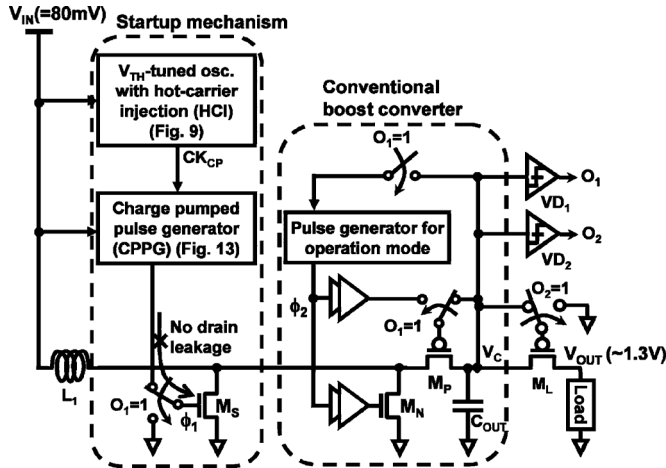 Startup mechanism
V_IN(=80mV)
V_TH-tuned osc.
with hot-carrier
injection (HCI)
(Fig. 9)
CK_CP
Charge pumped
pulse generator
(CPPG) (Fig. 13)
No drain
leakage
L_1
O_1=1
ϕ_1
M_S
Conventional
boost converter
O_1=1
Pulse generator for
operation mode
ϕ_2
O_1=1
M_P
M_N
V_C
C_OUT
O_1
VD_1
O_2
VD_2
O_2=1
M_L
V_OUT(~1.3V)
Load